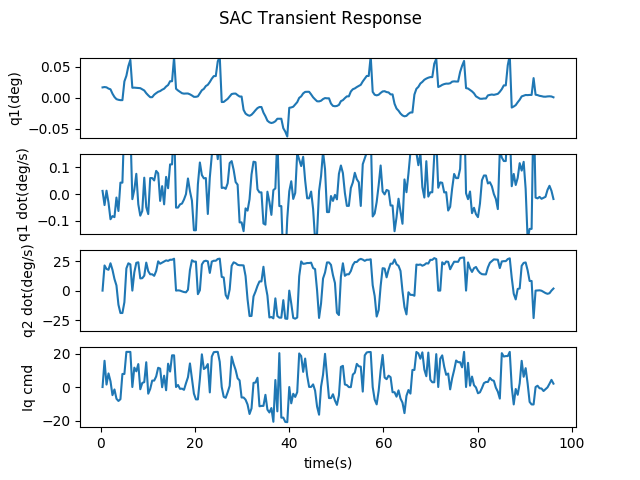 SAC Transient Response
q1(deg)
0.05
0.00
−0.05
q1 dot(deg/s)
0.1
0.0
−0.1
q2 dot(deg/s)
25
0
−25
Iq cmd
20
0
−20
0 20 40 60 80 100
time(s)